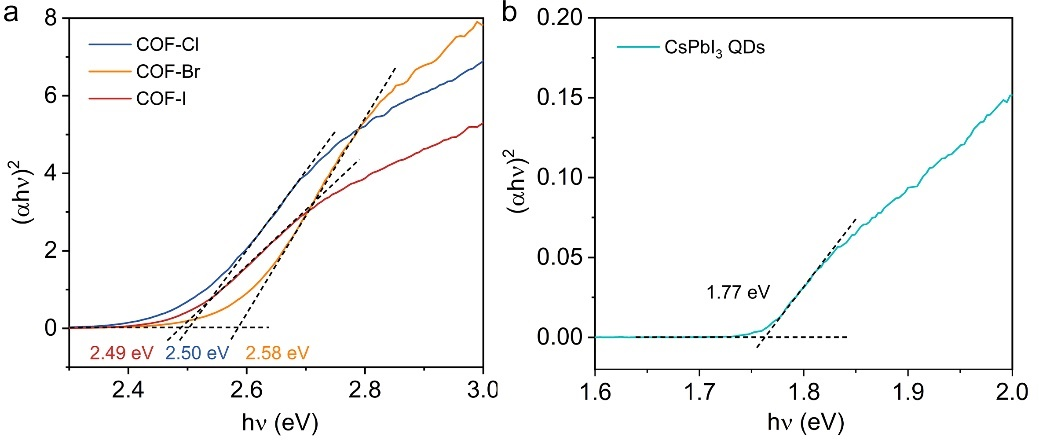 a
8
6
4
2
0
(αhν)²
COF-Cl
COF-Br
COF-I
2.49 eV
2.50 eV
2.58 eV
2.4
2.6
2.8
3.0
hν (eV)
b
0.20
0.15
0.10
0.05
0.00
(αhν)²
CsPbI₃ QDs
1.77 eV
1.6
1.7
1.8
1.9
2.0
hν (eV)